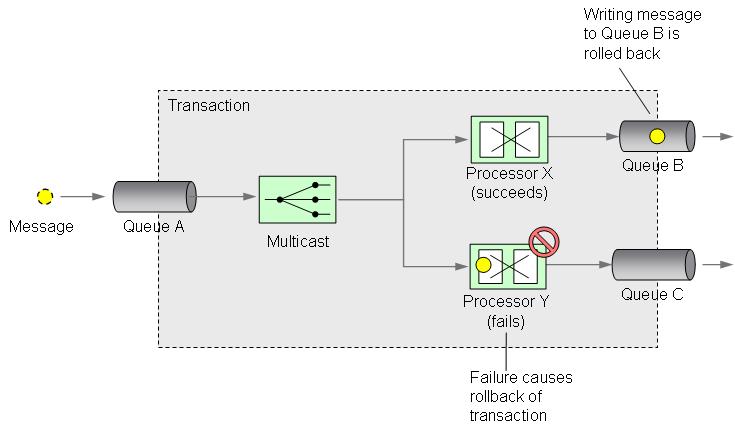 Writing message
to Queue B is
rolled back
Transaction
Processor X
(succeeds)
Queue B
Message
Queue A
Multicast
Processor Y
(fails)
Queue C
Failure causes
rollback of
transaction